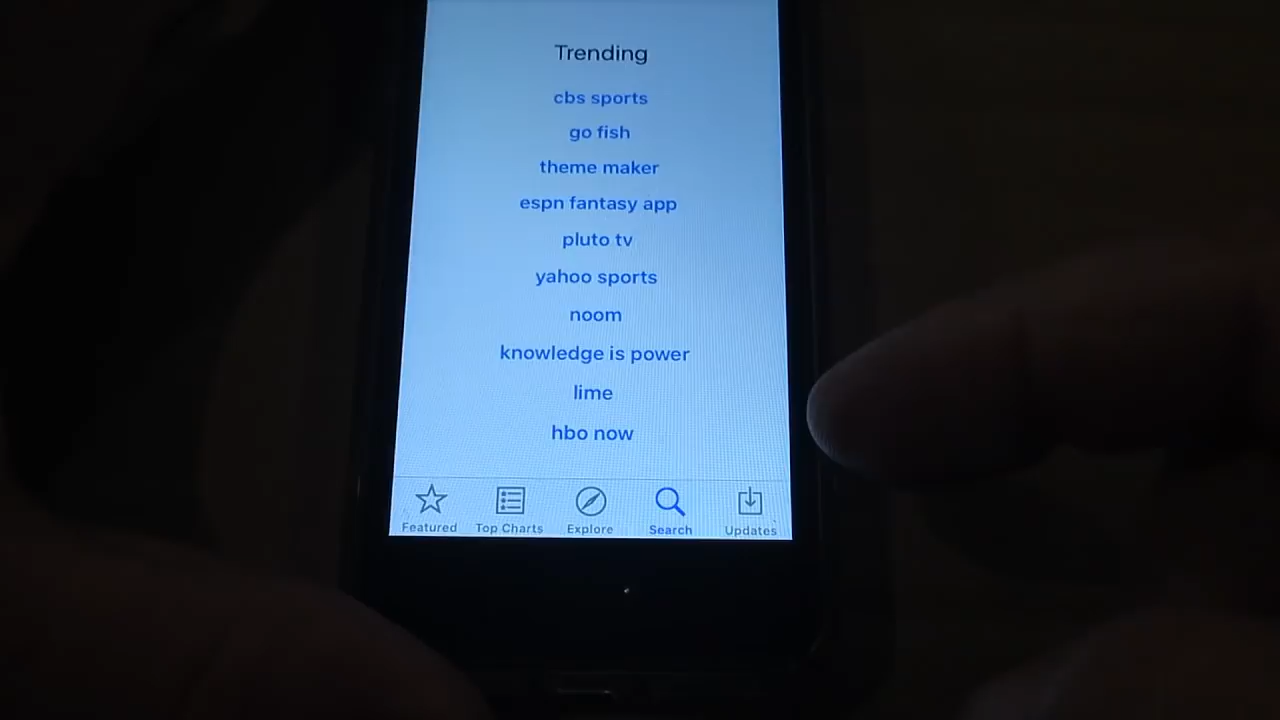 Trending
cbs sports
go fish
theme maker
espn fantasy app
pluto tv
yahoo sports
noom
knowledge is power
lime
hbo now
Featured Top Charts Explore Search Updates